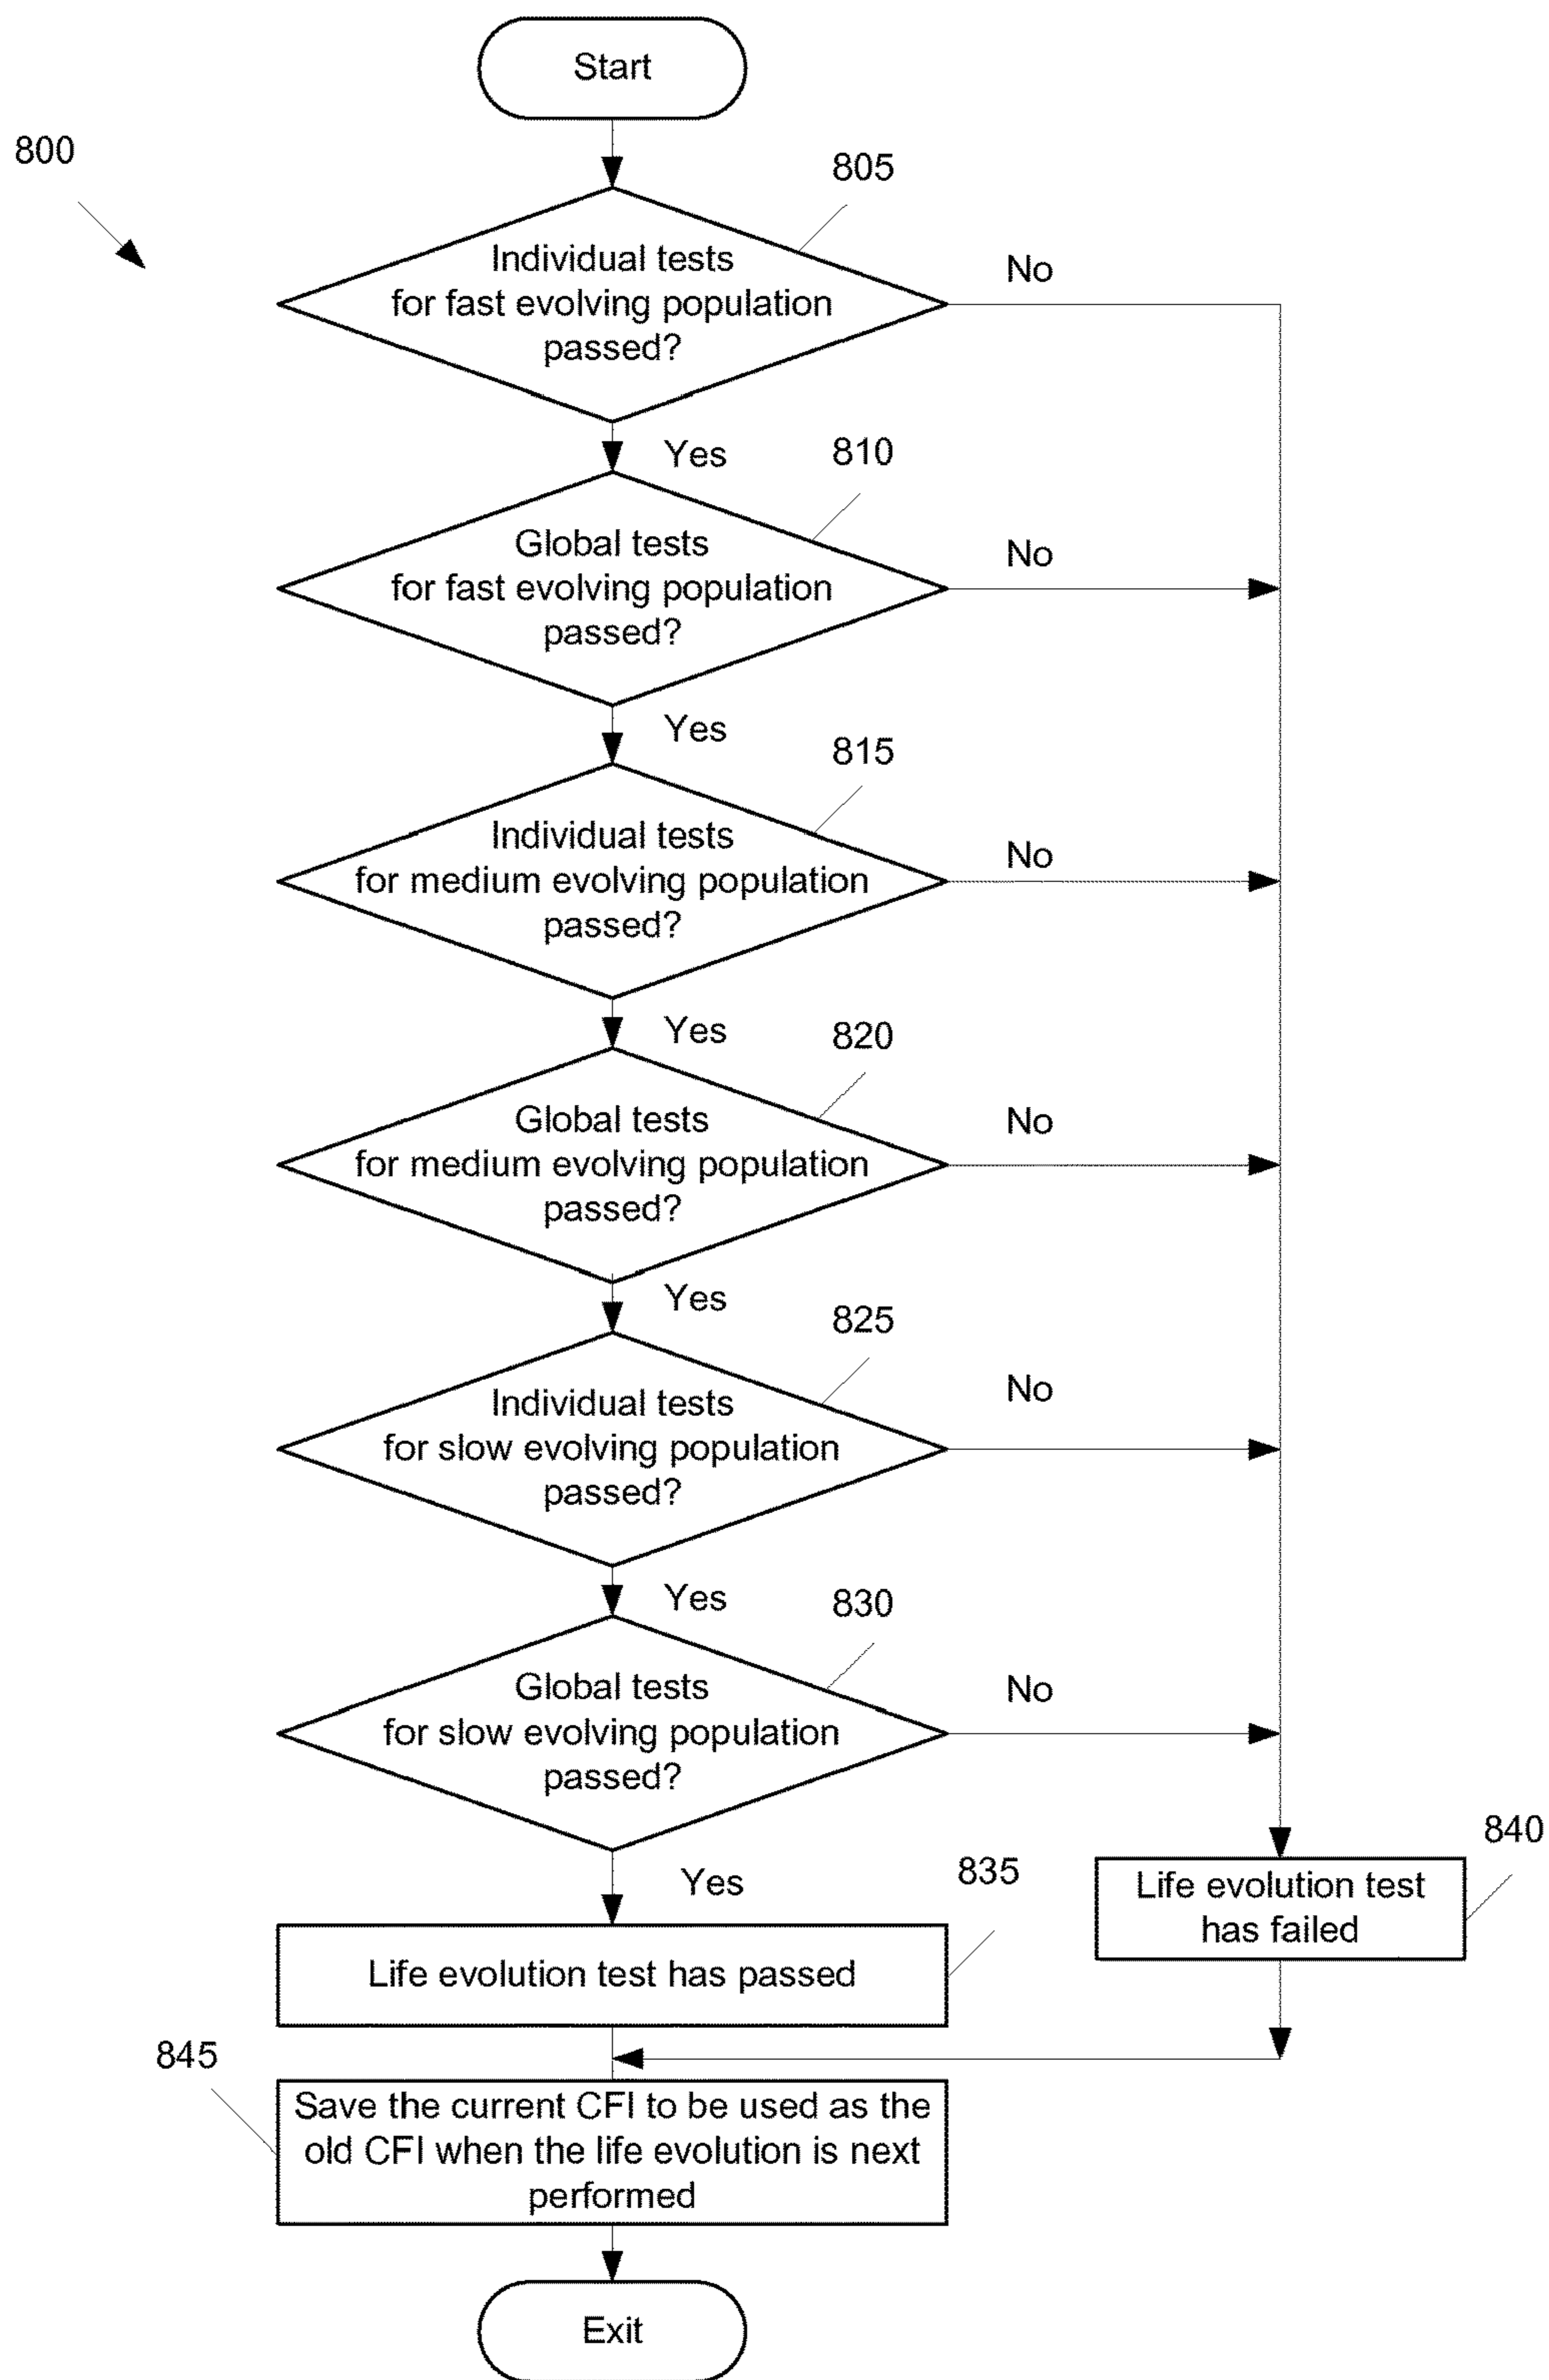 Start
800
805
Individual tests
for fast evolving population
passed?
No
Yes
810
Global tests
for fast evolving population
passed?
No
Yes
815
Individual tests
for medium evolving population
passed?
No
Yes
820
Global tests
for medium evolving population
passed?
No
Yes
825
Individual tests
for slow evolving population
passed?
No
Yes
830
Global tests
for slow evolving population
passed?
No
Yes
835
Life evolution test has passed
840
Life evolution test
has failed
845
Save the current CFI to be used as the
old CFI when the life evolution is next
performed
Exit